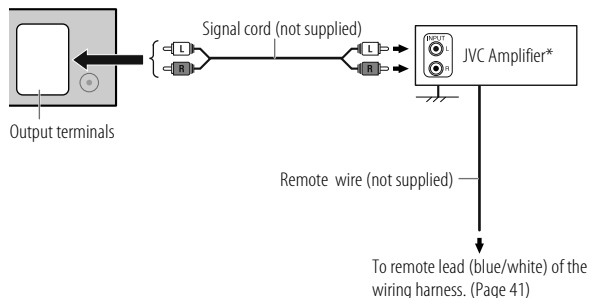 Signal cord (not supplied)
L
R
L
R
INPUT
L
R
JVC Amplifier*
Output terminals
Remote wire (not supplied)
To remote lead (blue/white) of the
wiring harness. (Page 41)